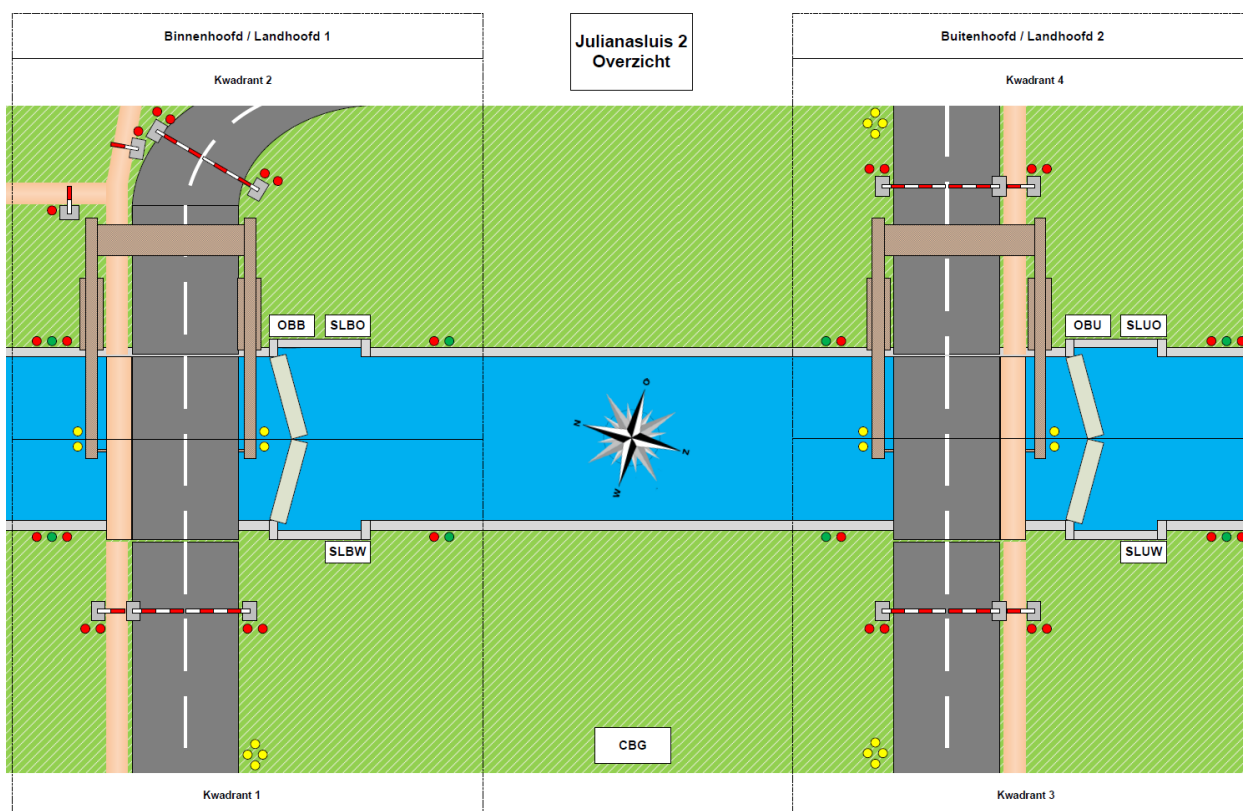 Binnenhoofd / Landhoofd 1
Julianasluis 2
Overzicht
Buitenhoofd / Landhoofd 2
Kwadrant 2
Kwadrant 4
OBB
SLBO
OBU
SLUO
O
N
Z
W
SLBW
SLUW
CBG
Kwadrant 1
Kwadrant 3